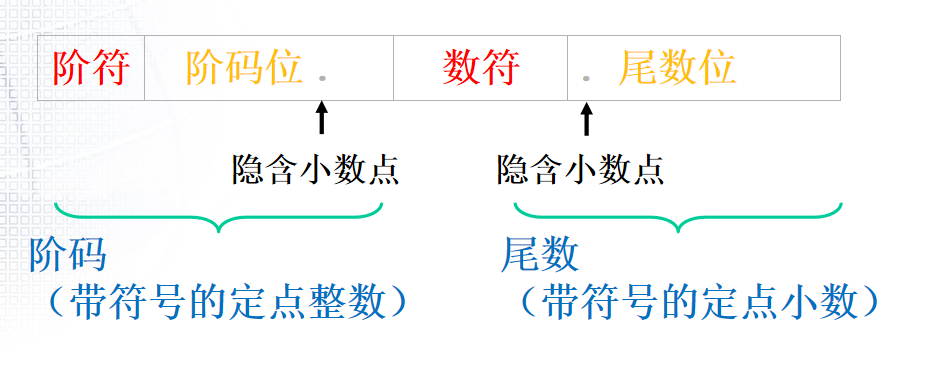 阶符 阶码位 . 数符 . 尾数位
隐含小数点 隐含小数点
阶码 尾数
（带符号的定点整数） （带符号的定点小数）